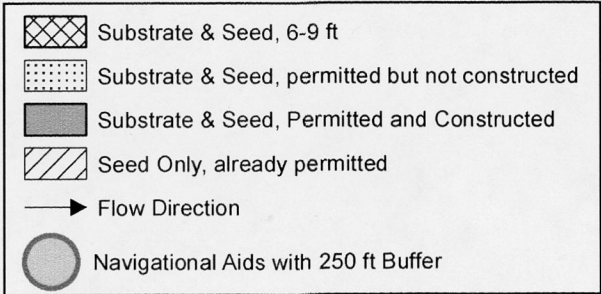 Substrate & Seed, 6-9 ft
Substrate & Seed, permitted but not constructed
Substrate & Seed, Permitted and Constructed
Seed Only, already permitted
Flow Direction
Navigational Aids with 250 ft Buffer